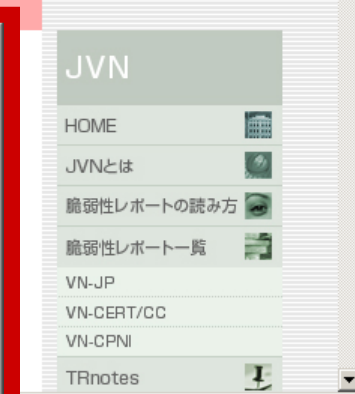 JVN
HOME
JVNとは
脆弱性レポートの読み方
脆弱性レポート一覧
VN-JP
VN-CERT/CC
VN-CPNI
TRnotes